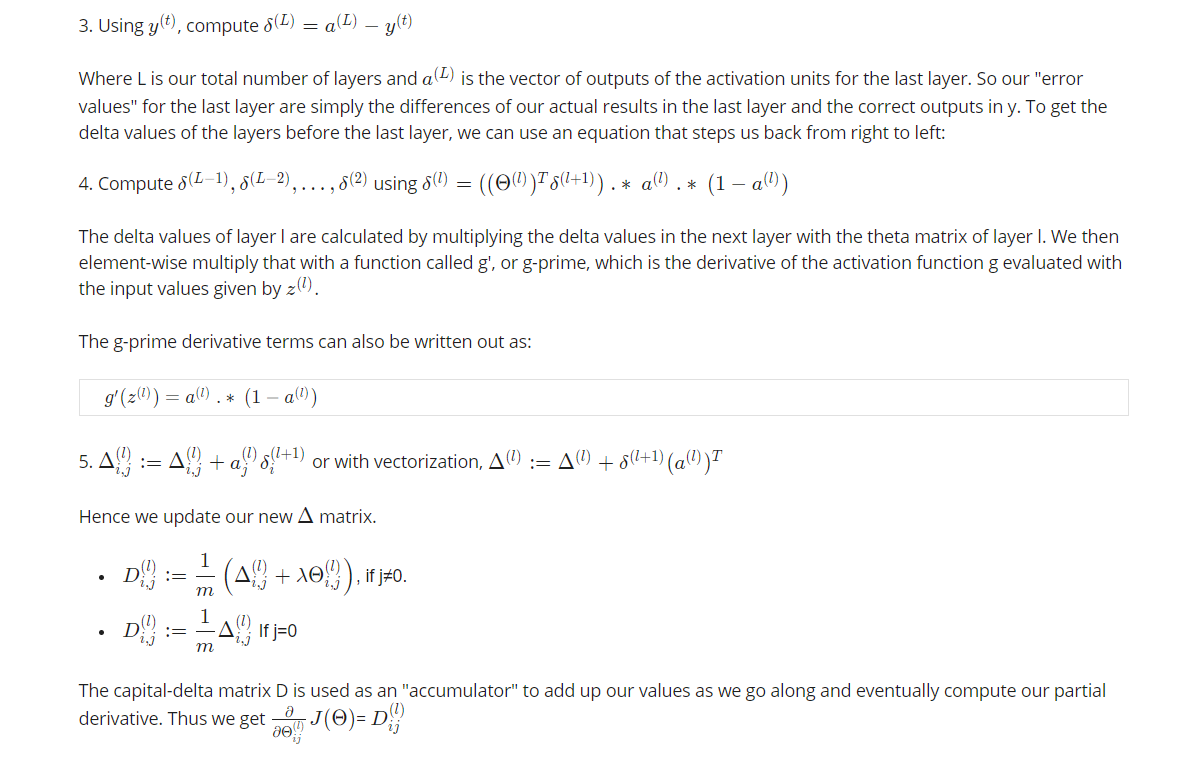 3. Using y^{(t)}, compute δ^{(L)} = a^{(L)} − y^{(t)}
Where L is our total number of layers and a^{(L)} is the vector of outputs of the activation units for the last layer. So our "error
values" for the last layer are simply the differences of our actual results in the last layer and the correct outputs in y. To get the
delta values of the layers before the last layer, we can use an equation that steps us back from right to left:
4. Compute δ^{(L−1)}, δ^{(L−2)}, . . . , δ^{(2)} using δ^{(l)} = ((Θ^{(l)})^T δ^{(l+1)}) . ∗ a^{(l)} . ∗ (1 − a^{(l)})
The delta values of layer l are calculated by multiplying the delta values in the next layer with the theta matrix of layer l. We then
element-wise multiply that with a function called g', or g-prime, which is the derivative of the activation function g evaluated with
the input values given by z^{(l)}.
The g-prime derivative terms can also be written out as:
g′(z^{(l)}) = a^{(l)} . ∗ (1 − a^{(l)})
5. Δ^{(l)}_{i,j} := Δ^{(l)}_{i,j} + a^{(l)}_j δ^{(l+1)}_i or with vectorization, Δ^{(l)} := Δ^{(l)} + δ^{(l+1)}(a^{(l)})^T
Hence we update our new Δ matrix.
• D^{(l)}_{i,j} := \frac{1}{m} (Δ^{(l)}_{i,j} + λΘ^{(l)}_{i,j}), if j≠0.
• D^{(l)}_{i,j} := \frac{1}{m} Δ^{(l)}_{i,j} If j=0
The capital-delta matrix D is used as an "accumulator" to add up our values as we go along and eventually compute our partial
derivative. Thus we get \frac{∂}{∂Θ^{(l)}_{ij}} J(Θ)= D^{(l)}_{ij}